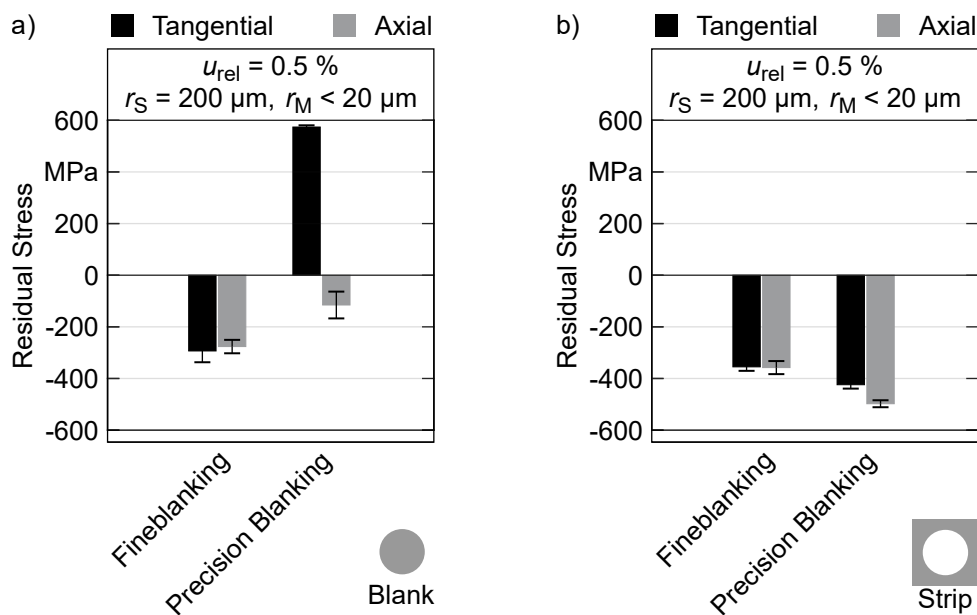 a)
Tangential Axial
u_rel = 0.5 %
r_S = 200 µm, r_M < 20 µm
Residual Stress
600
MPa
200
0
-200
-400
-600
Fineblanking
Precision Blanking
Blank
b)
Tangential Axial
u_rel = 0.5 %
r_S = 200 µm, r_M < 20 µm
Residual Stress
600
MPa
200
0
-200
-400
-600
Fineblanking
Precision Blanking
Strip